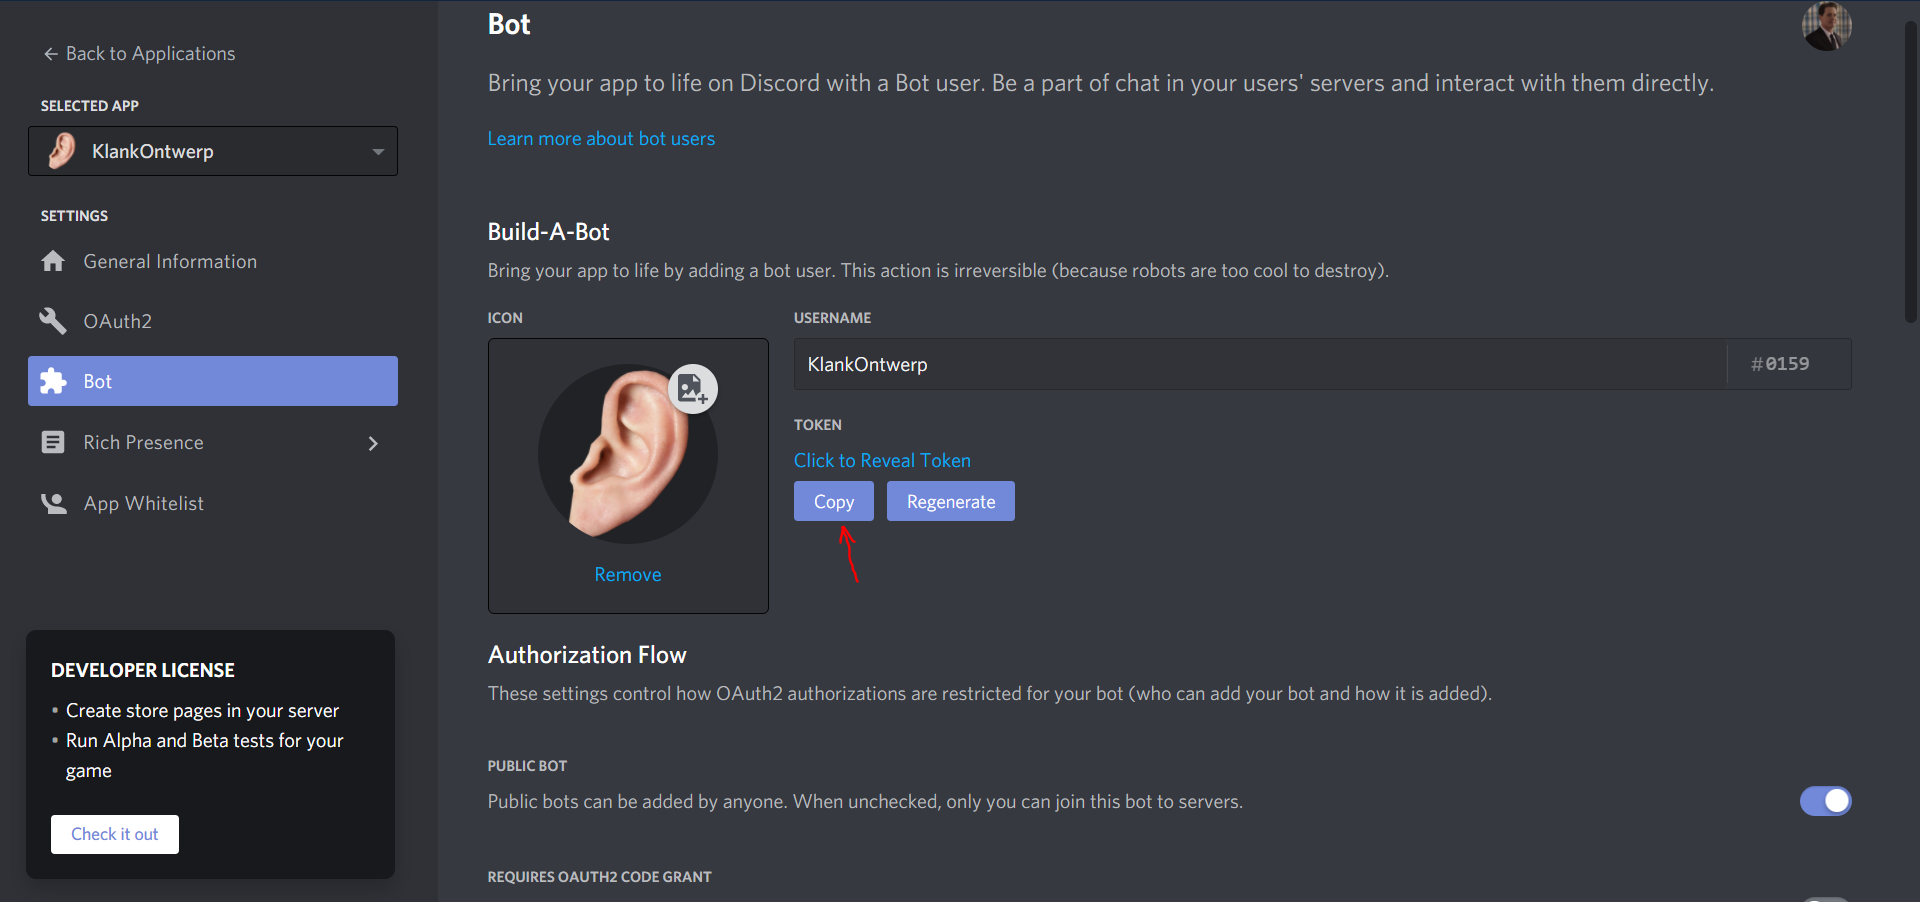 ← Back to Applications
SELECTED APP
KlankOntwerp
SETTINGS
General Information
OAuth2
Bot
Rich Presence
App Whitelist
DEVELOPER LICENSE
• Create store pages in your server
• Run Alpha and Beta tests for your
game
Check it out
Bot
Bring your app to life on Discord with a Bot user. Be a part of chat in your users' servers and interact with them directly.
Learn more about bot users
Build-A-Bot
Bring your app to life by adding a bot user. This action is irreversible (because robots are too cool to destroy).
ICON
Remove
USERNAME
KlankOntwerp #0159
TOKEN
Click to Reveal Token
Copy Regenerate
Authorization Flow
These settings control how OAuth2 authorizations are restricted for your bot (who can add your bot and how it is added).
PUBLIC BOT
Public bots can be added by anyone. When unchecked, only you can join this bot to servers.
REQUIRES OAUTH2 CODE GRANT